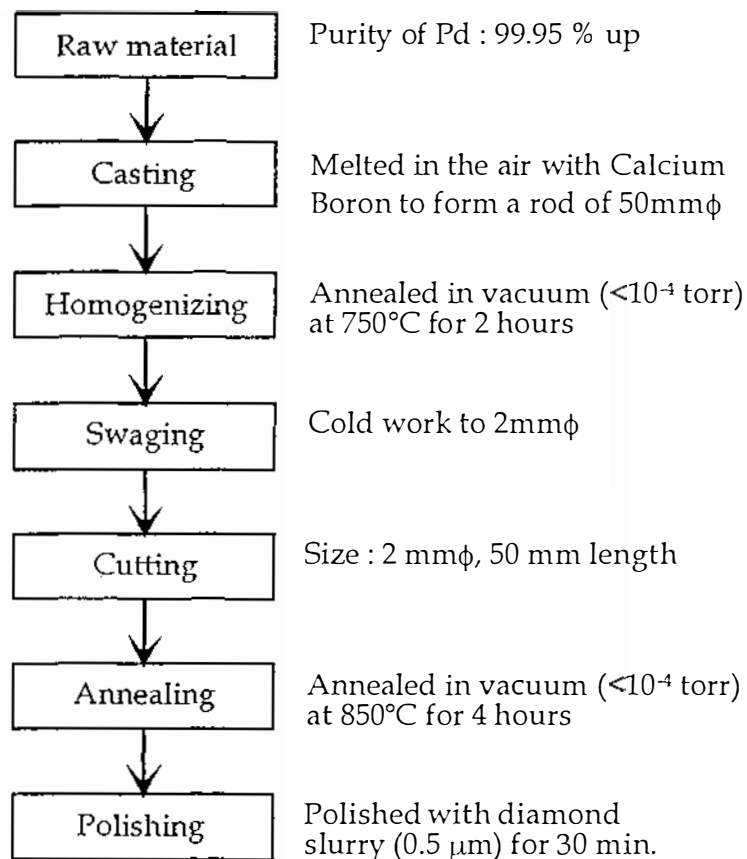 Raw material
Purity of Pd : 99.95 % up
Casting
Melted in the air with Calcium
Boron to form a rod of 50mmϕ
Homogenizing
Annealed in vacuum (<10⁻⁴ torr)
at 750°C for 2 hours
Swaging
Cold work to 2mmϕ
Cutting
Size : 2 mmϕ, 50 mm length
Annealing
Annealed in vacuum (<10⁻⁴ torr)
at 850°C for 4 hours
Polishing
Polished with diamond
slurry (0.5 μm) for 30 min.